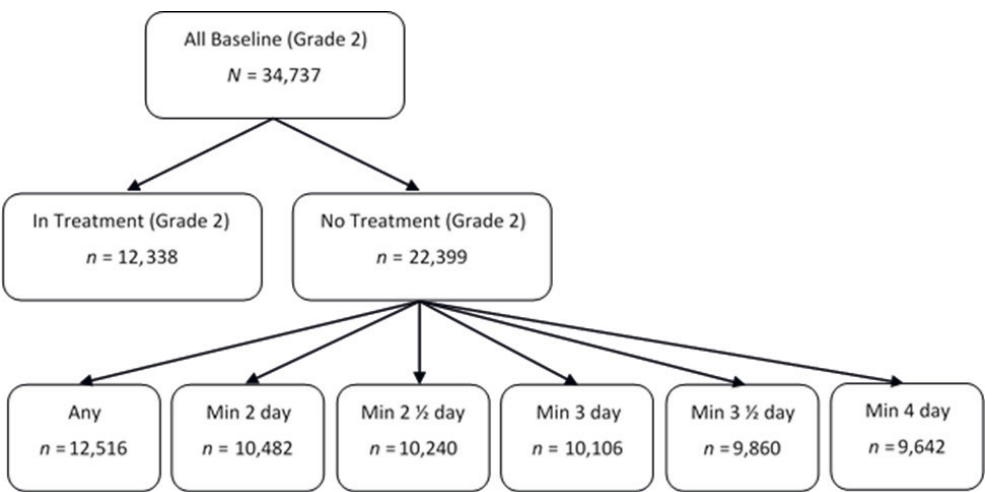 All Baseline (Grade 2)
N = 34,737
In Treatment (Grade 2)
n = 12,338
No Treatment (Grade 2)
n = 22,399
Any
n = 12,516
Min 2 day
n = 10,482
Min 2 ½ day
n = 10,240
Min 3 day
n = 10,106
Min 3 ½ day
n = 9,860
Min 4 day
n = 9,642